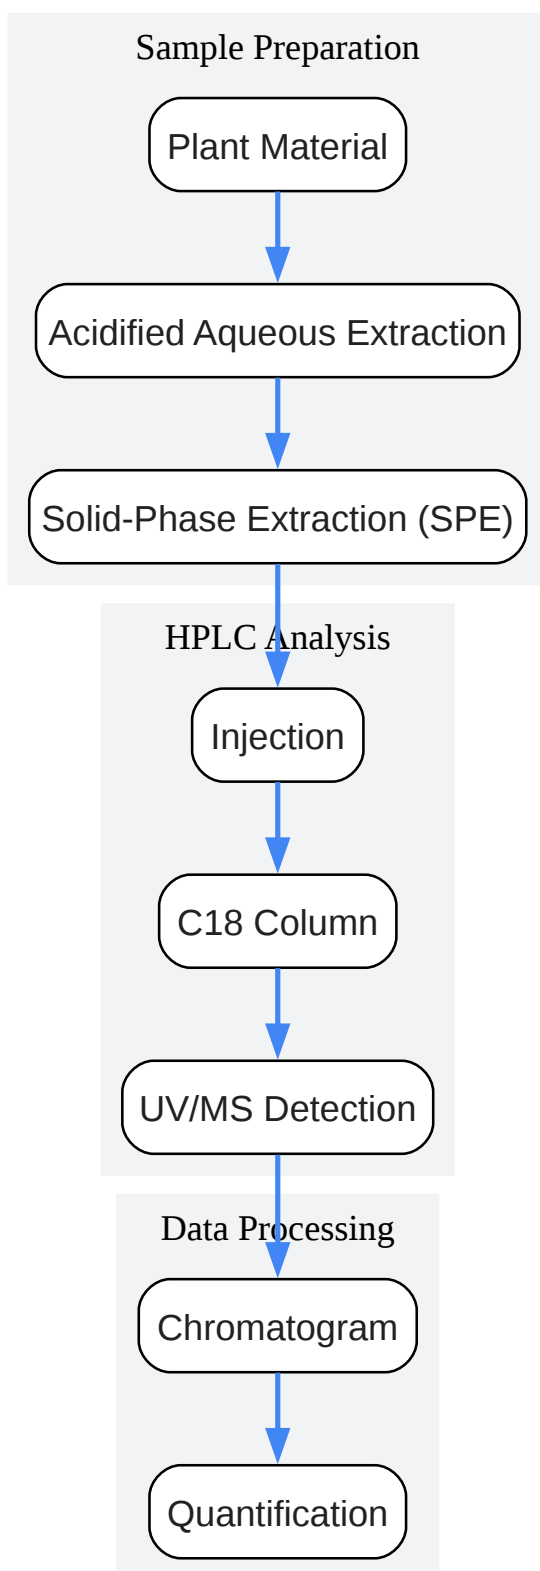 Sample Preparation
Plant Material
Acidified Aqueous Extraction
Solid-Phase Extraction (SPE)
HPLC Analysis
Injection
C18 Column
UV/MS Detection
Data Processing
Chromatogram
Quantification